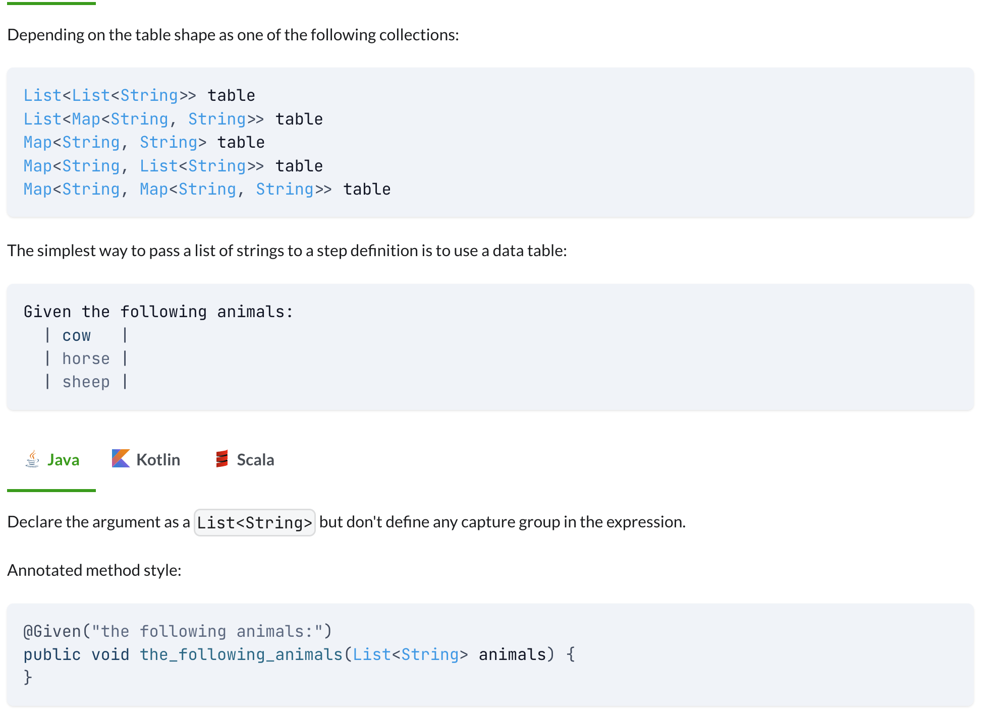 Depending on the table shape as one of the following collections:
List<List<String>> table
List<Map<String, String>> table
Map<String, String> table
Map<String, List<String>> table
Map<String, Map<String, String>> table
The simplest way to pass a list of strings to a step definition is to use a data table:
Given the following animals:
  | cow   |
  | horse |
  | sheep |
Java Kotlin Scala
Declare the argument as a List<String> but don't define any capture group in the expression.
Annotated method style:
@Given("the following animals:")
public void the_following_animals(List<String> animals) {
}